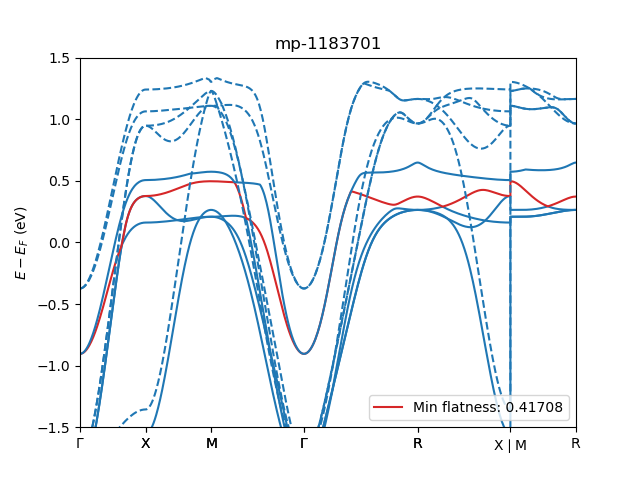 mp-1183701
E − E_F (eV)
1.5
1.0
0.5
0.0
−0.5
−1.0
−1.5
Min flatness: 0.41708
Γ X M Γ R X | M R